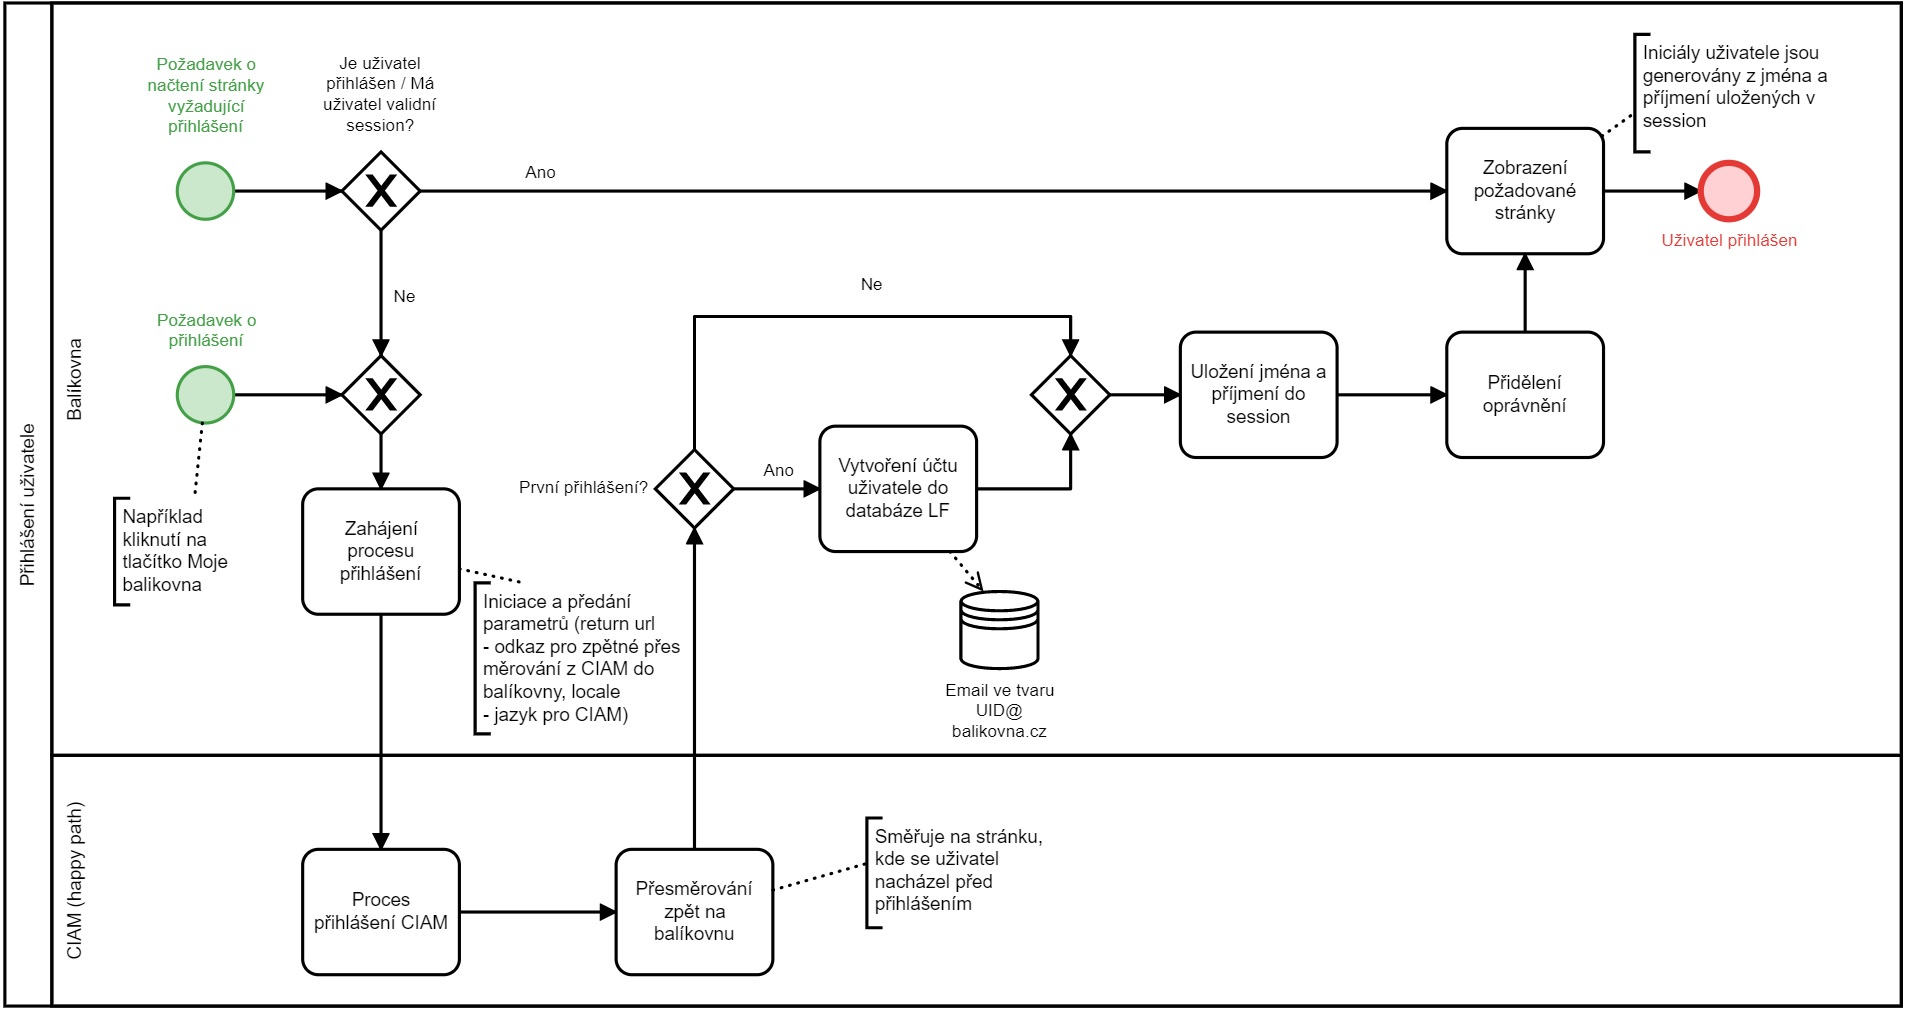 Přihlášení uživatele
Balíkovna
Požadavek o
načtení stránky
vyžadující
přihlášení
Je uživatel
přihlášen / Má
uživatel validní
session?
Ano
Ne
Iniciály uživatele jsou
generovány z jména a
příjmení uložených v
session
Zobrazení
požadované
stránky
Uživatel přihlášen
Požadavek o
přihlášení
Například
kliknutí na
tlačítko Moje
balikovna
Zahájení
procesu
přihlášení
Iniciace a předání
parametrů (return url
- odkaz pro zpětné přes
měrování z CIAM do
balíkovny, locale
- jazyk pro CIAM)
První přihlášení?
Ne
Ano
Vytvoření účtu
uživatele do
databáze LF
Email ve tvaru
UID@
balikovna.cz
Uložení jména a
příjmení do
session
Přidělení
oprávnění
CIAM (happy path)
Proces
přihlášení CIAM
Přesměrování
zpět na
balíkovnu
Směřuje na stránku,
kde se uživatel
nacházel před
přihlášením